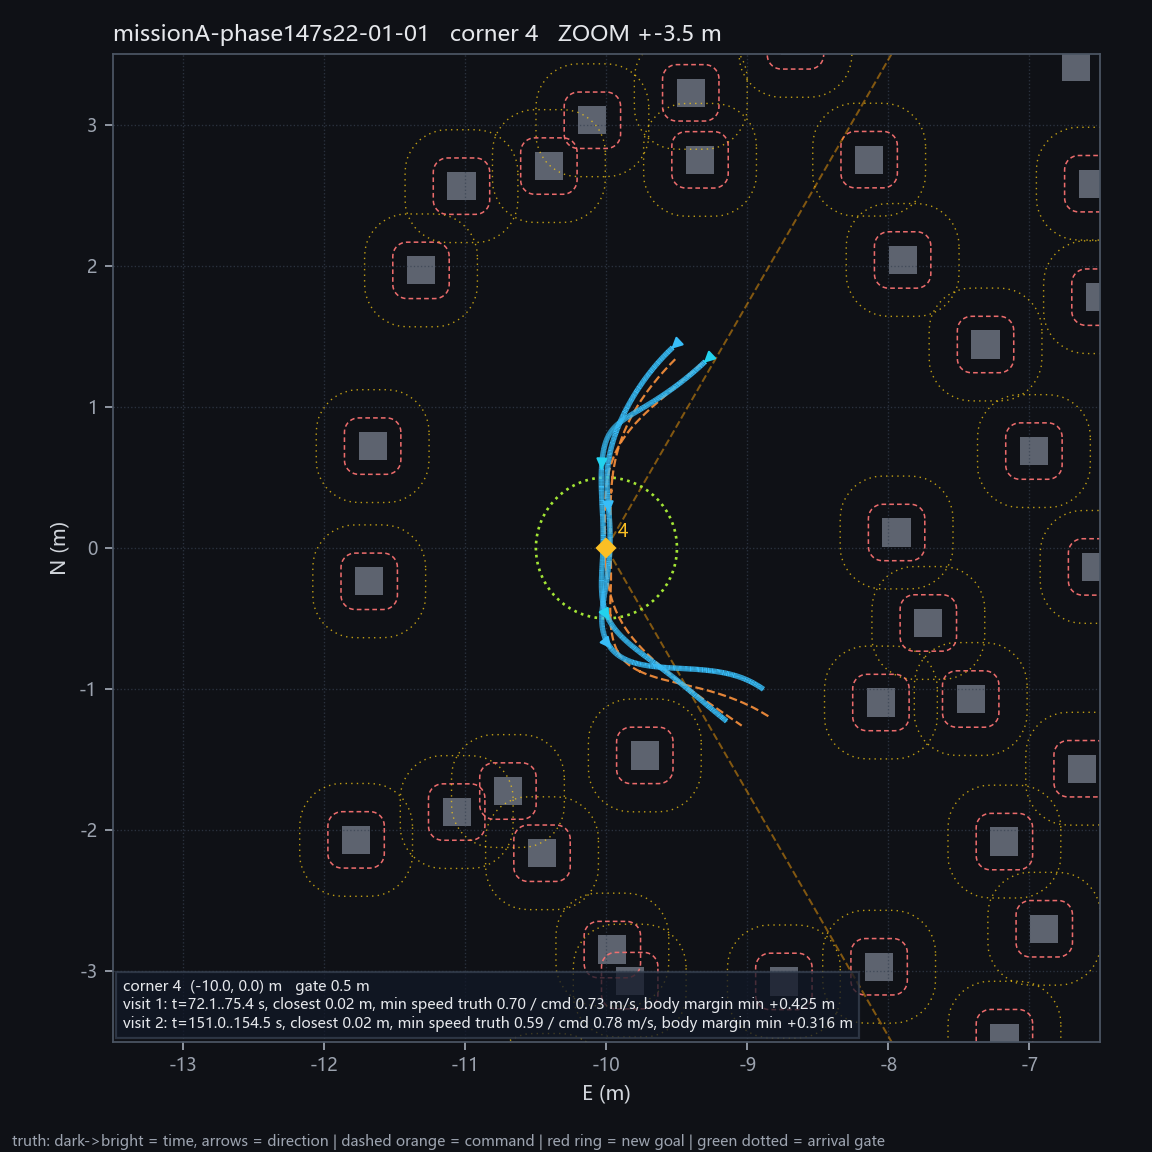 missionA-phase147s22-01-01   corner 4   ZOOM +-3.5 m
3
2
1
0
-1
-2
-3
N (m)
4
corner 4  (-10.0, 0.0) m   gate 0.5 m
visit 1: t=72.1..75.4 s, closest 0.02 m, min speed truth 0.70 / cmd 0.73 m/s, body margin min +0.425 m
visit 2: t=151.0..154.5 s, closest 0.02 m, min speed truth 0.59 / cmd 0.78 m/s, body margin min +0.316 m
-13 -12 -11 -10 -9 -8 -7
E (m)
truth: dark->bright = time, arrows = direction | dashed orange = command | red ring = new goal | green dotted = arrival gate